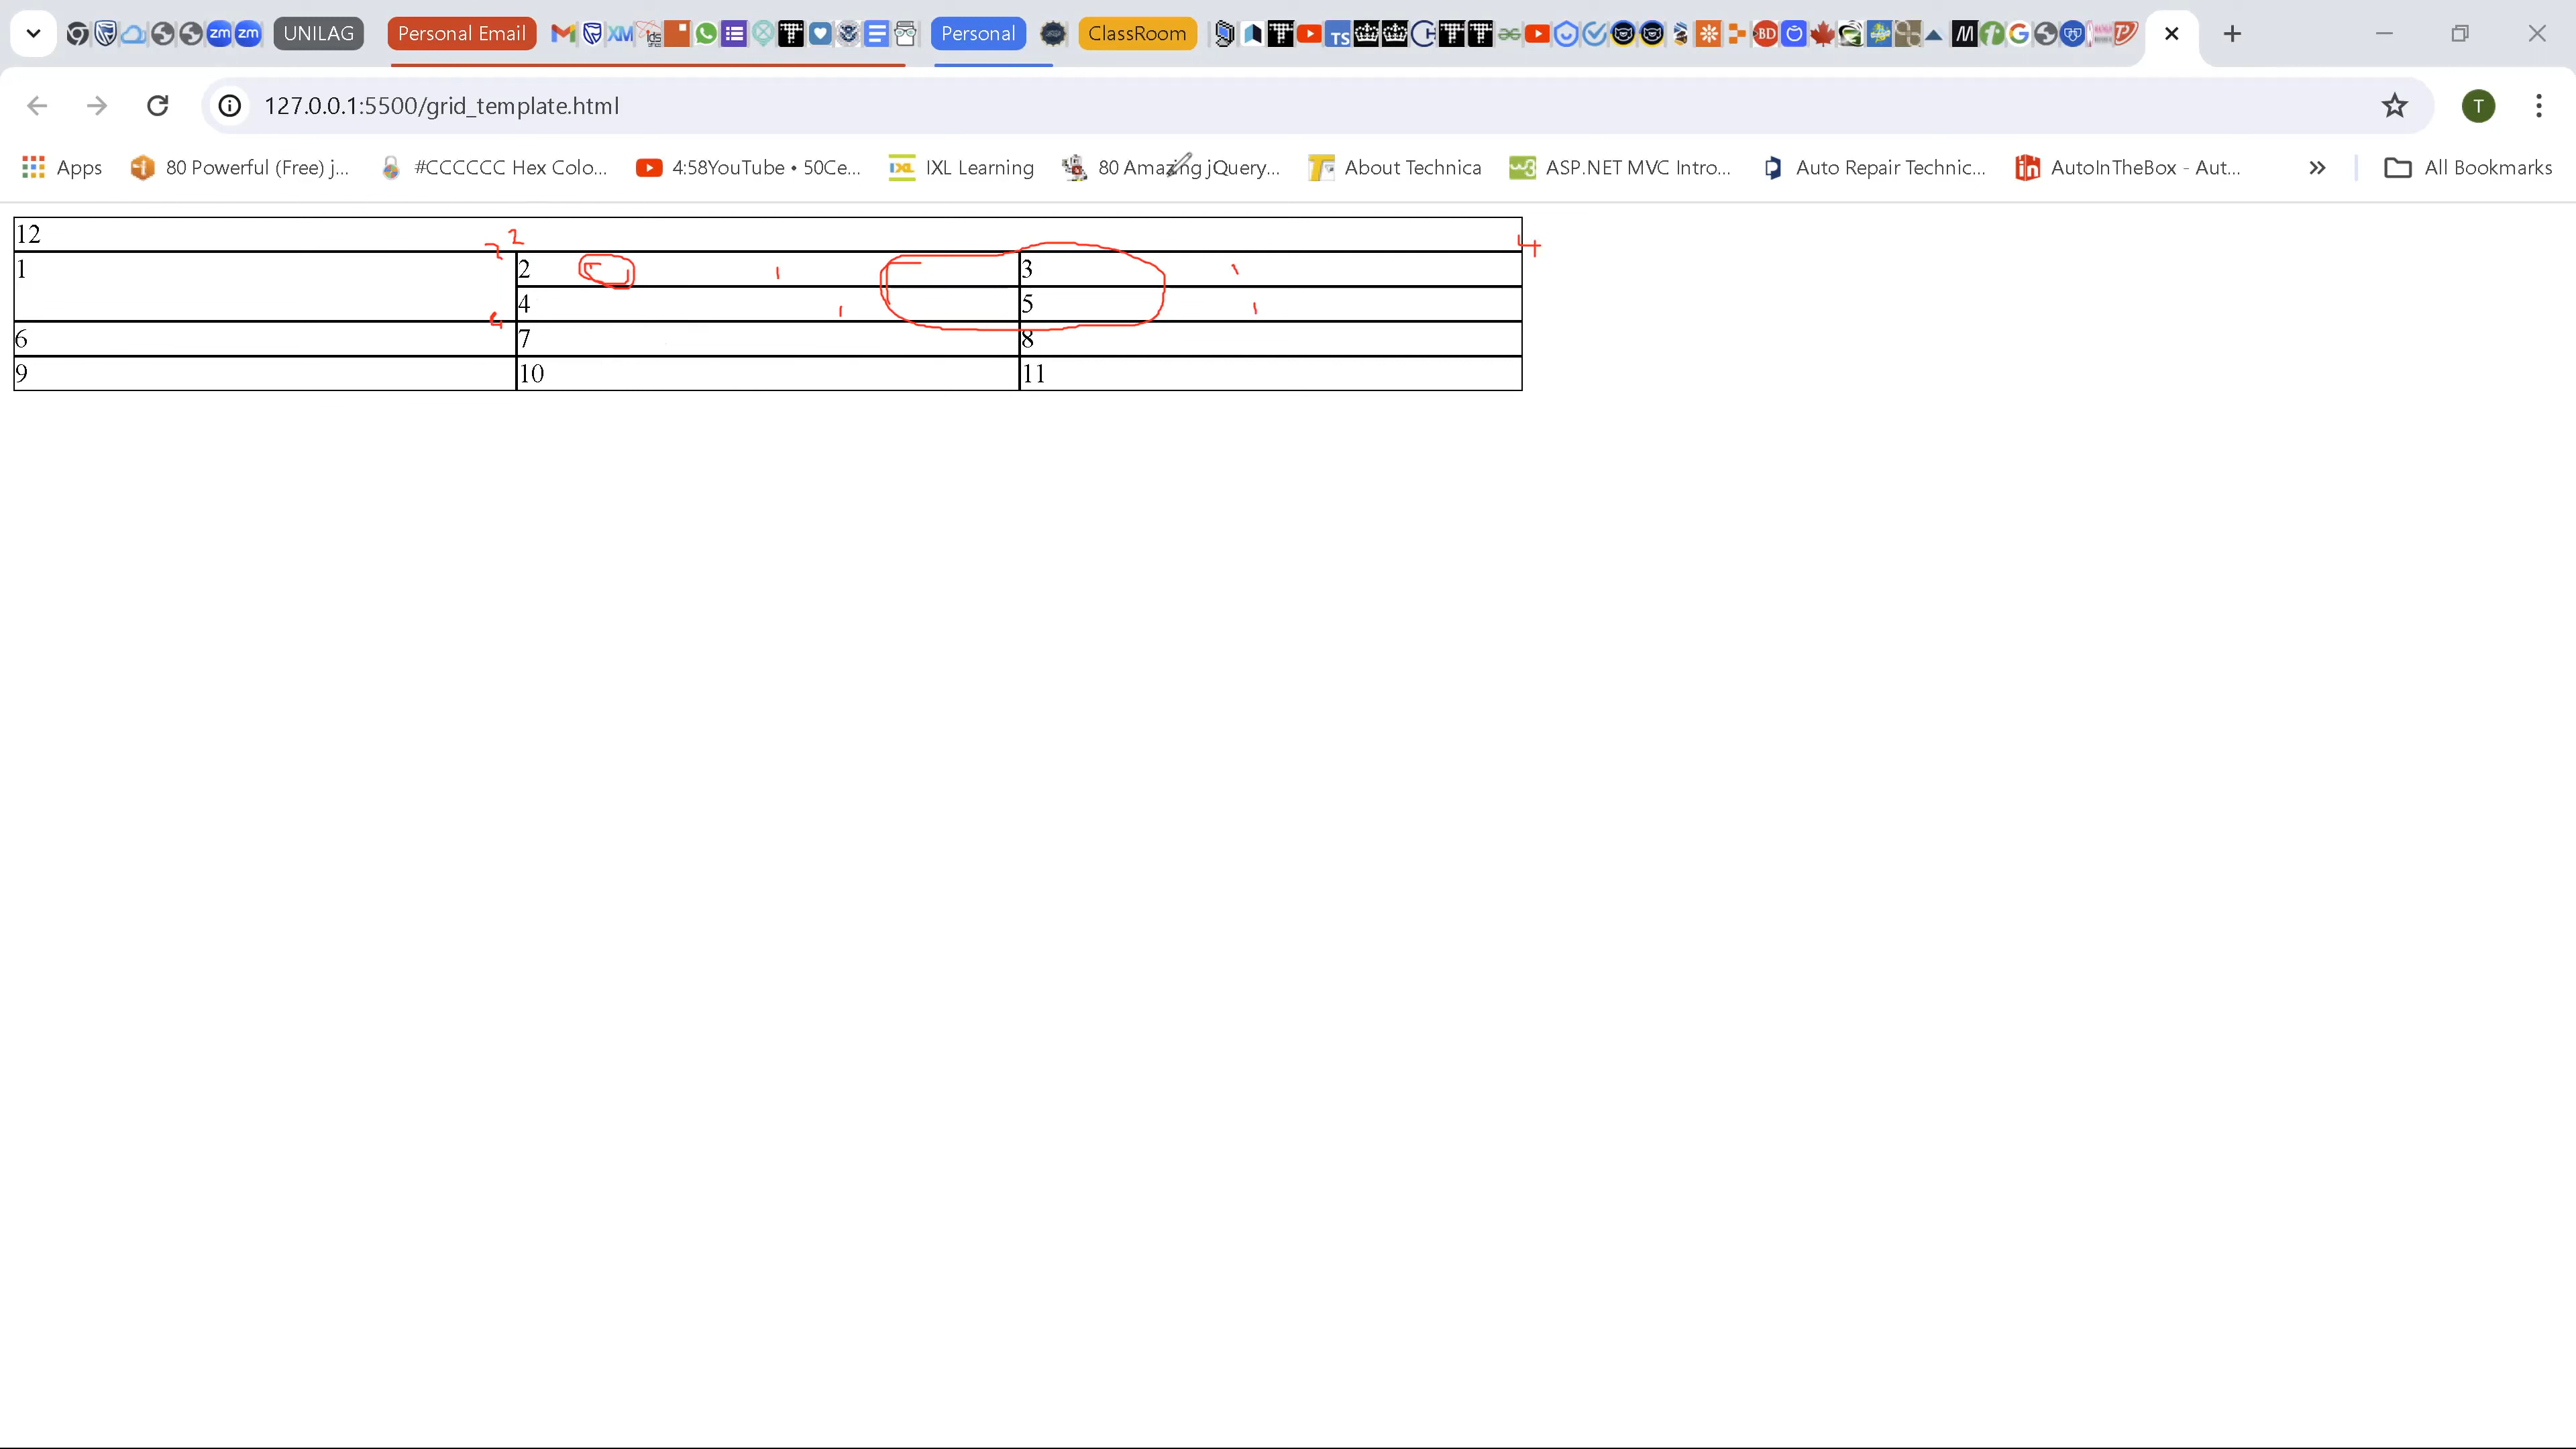 UNILAG Personal Email Personal ClassRoom
127.0.0.1:5500/grid_template.html
Apps 80 Powerful (Free) j... #CCCCCC Hex Colo... 4:58YouTube • 50Ce... IXL Learning 80 Amazing jQuery... About Technica ASP.NET MVC Intro... Auto Repair Technic... AutoInTheBox - Aut... » All Bookmarks
T
12
2
4
1 2 3
4 5
6 7 8
9 10 11